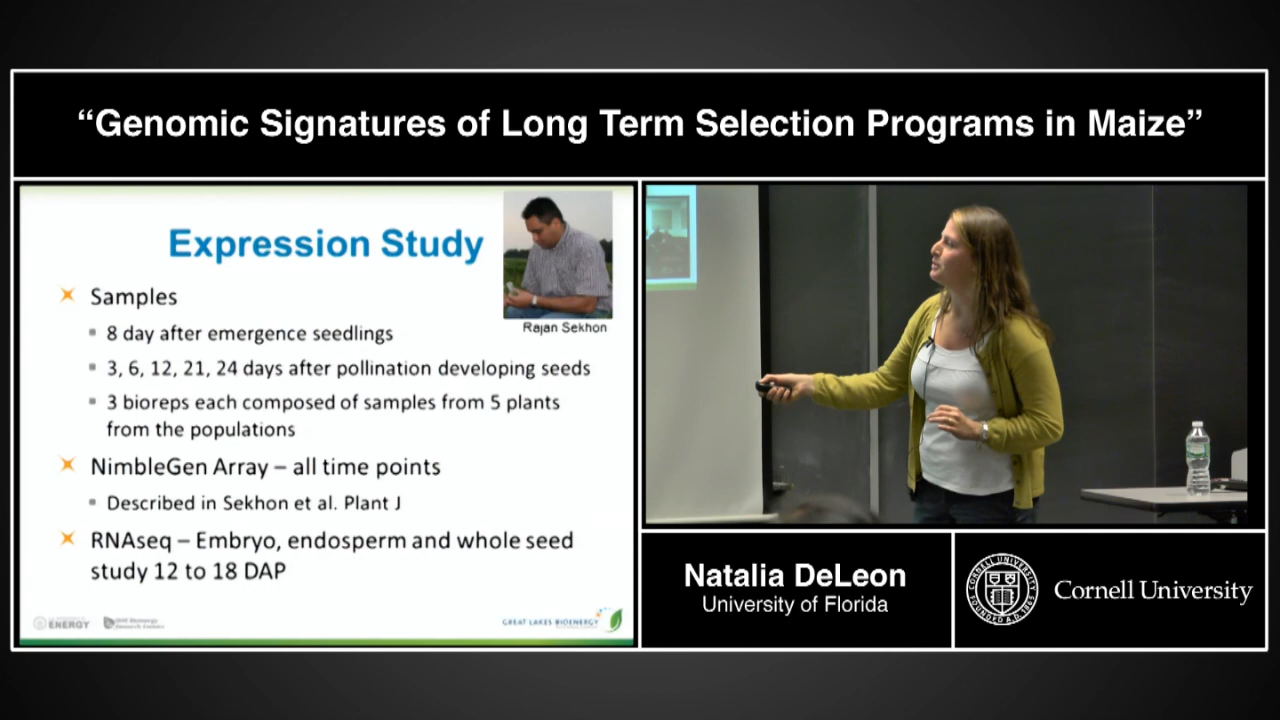 “Genomic Signatures of Long Term Selection Programs in Maize”
Expression Study
Rajan Sekhon
Samples
8 day after emergence seedlings
3, 6, 12, 21, 24 days after pollination developing seeds
3 bioreps each composed of samples from 5 plants
from the populations
NimbleGen Array – all time points
Described in Sekhon et al. Plant J
RNAseq – Embryo, endosperm and whole seed
study 12 to 18 DAP
ENERGY
GREAT LAKES BIOENERGY
Natalia DeLeon
University of Florida
Cornell University